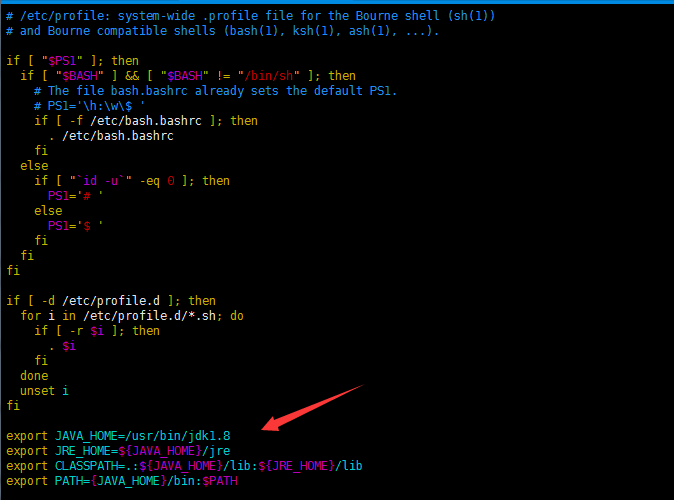 # /etc/profile: system-wide .profile file for the Bourne shell (sh(1))
# and Bourne compatible shells (bash(1), ksh(1), ash(1), ...).

if [ "$PS1" ]; then
  if [ "$BASH" ] && [ "$BASH" != "/bin/sh" ]; then
    # The file bash.bashrc already sets the default PS1.
    # PS1='\h:\w\$ '
    if [ -f /etc/bash.bashrc ]; then
      . /etc/bash.bashrc
    fi
  else
    if [ "`id -u`" -eq 0 ]; then
      PS1='# '
    else
      PS1='$ '
    fi
  fi
fi

if [ -d /etc/profile.d ]; then
  for i in /etc/profile.d/*.sh; do
    if [ -r $i ]; then
      . $i
    fi
  done
  unset i
fi

export JAVA_HOME=/usr/bin/jdk1.8
export JRE_HOME=${JAVA_HOME}/jre
export CLASSPATH=.:${JAVA_HOME}/lib:${JRE_HOME}/lib
export PATH={JAVA_HOME}/bin:$PATH